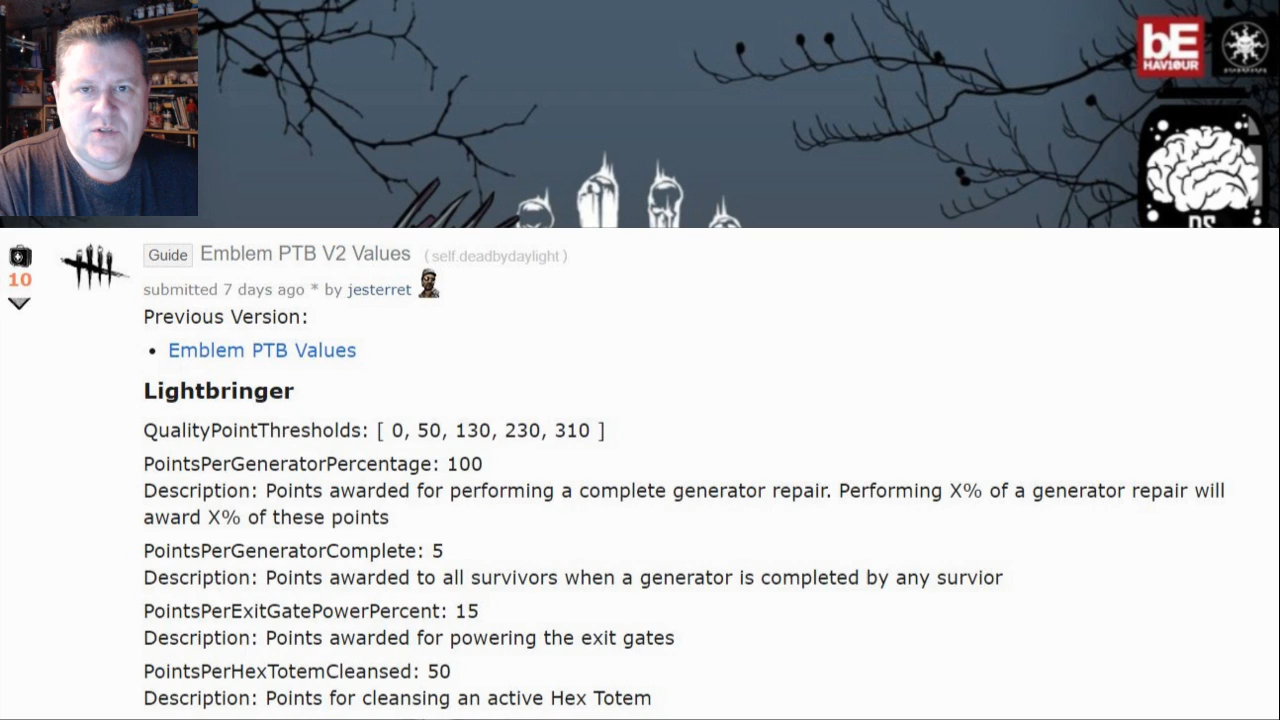 bE
HAVIOUR
DS
Guide Emblem PTB V2 Values ( self.deadbydaylight )
10
submitted 7 days ago * by jesterret
Previous Version:
• Emblem PTB Values
Lightbringer
QualityPointThresholds: [ 0, 50, 130, 230, 310 ]
PointsPerGeneratorPercentage: 100
Description: Points awarded for performing a complete generator repair. Performing X% of a generator repair will
award X% of these points
PointsPerGeneratorComplete: 5
Description: Points awarded to all survivors when a generator is completed by any survior
PointsPerExitGatePowerPercent: 15
Description: Points awarded for powering the exit gates
PointsPerHexTotemCleansed: 50
Description: Points for cleansing an active Hex Totem